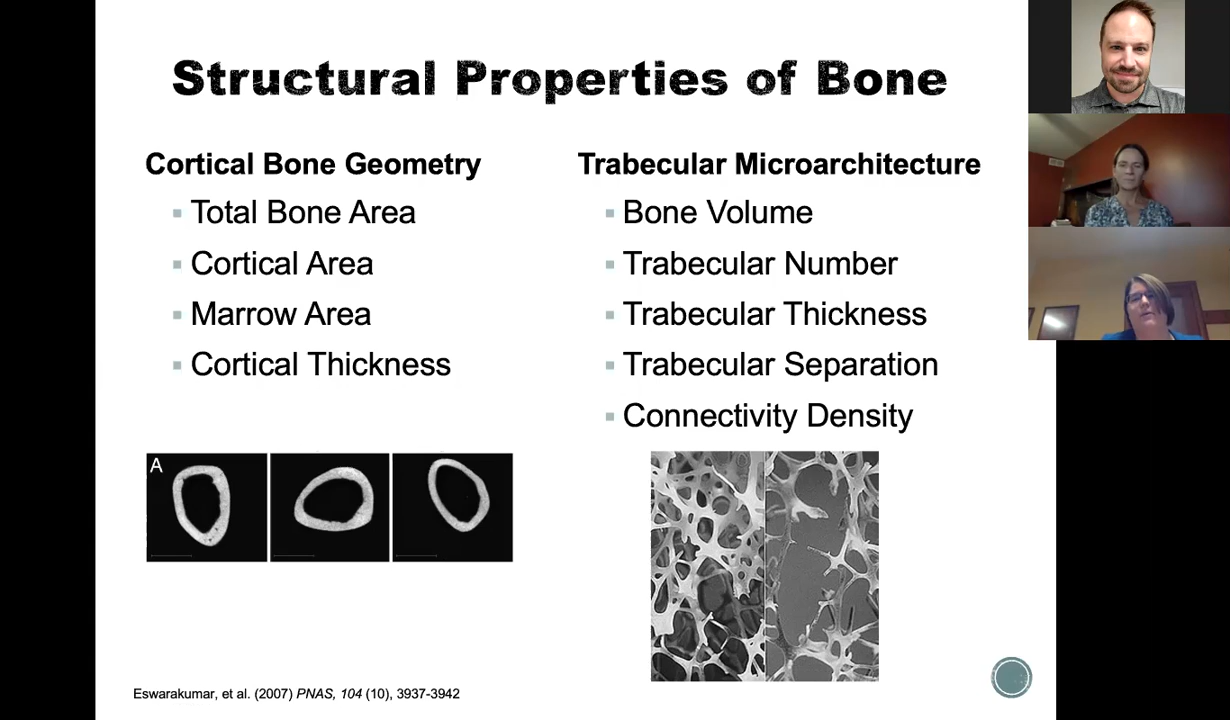 Structural Properties of Bone
Cortical Bone Geometry
Total Bone Area
Cortical Area
Marrow Area
Cortical Thickness
Trabecular Microarchitecture
Bone Volume
Trabecular Number
Trabecular Thickness
Trabecular Separation
Connectivity Density
A
Eswarakumar, et al. (2007) PNAS, 104 (10), 3937-3942